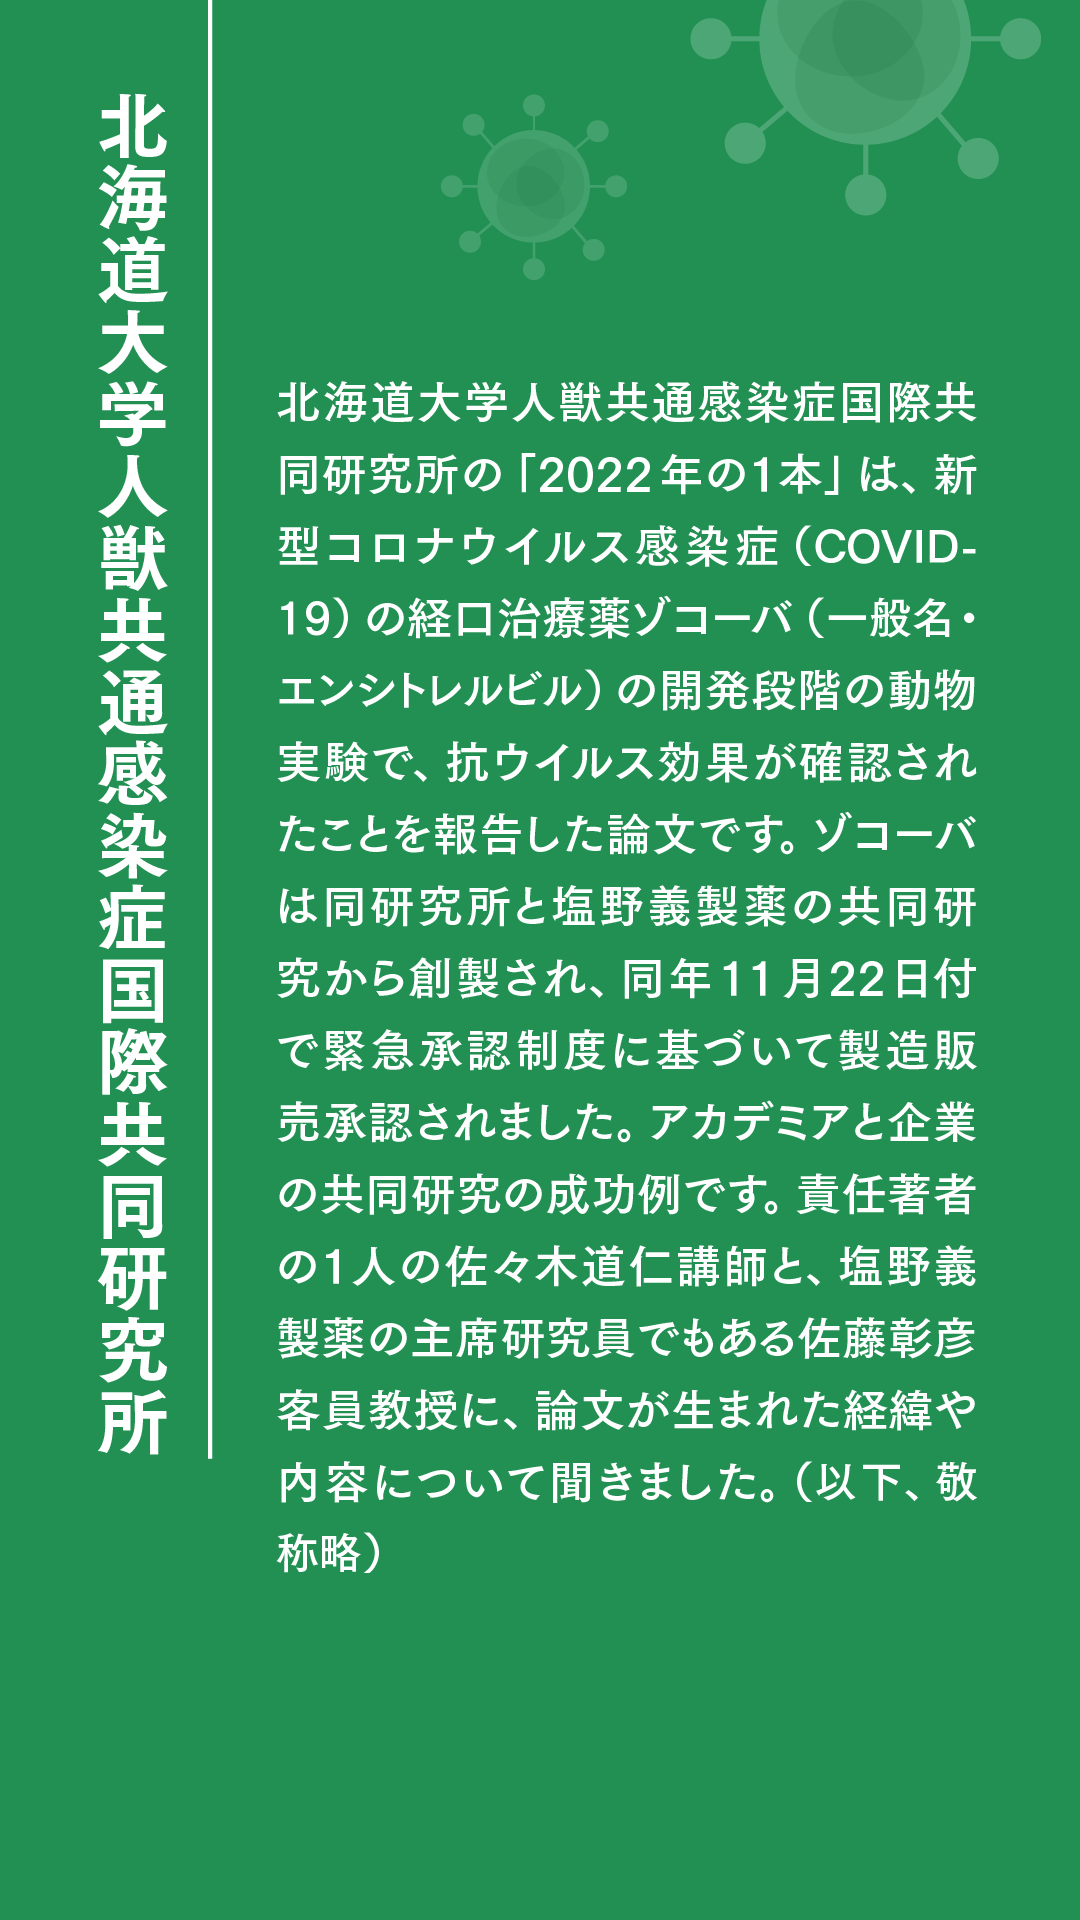 北海道大学人獣共通感染症国際共同研究所
北海道大学人獣共通感染症国際共
同研究所の「2022年の1本」は、新
型コロナウイルス感染症（COVID-
19）の経口治療薬ゾコーバ（一般名・
エンシトレルビル）の開発段階の動物
実験で、抗ウイルス効果が確認され
たことを報告した論文です。ゾコーバ
は同研究所と塩野義製薬の共同研
究から創製され、同年11月22日付
で緊急承認制度に基づいて製造販
売承認されました。アカデミアと企業
の共同研究の成功例です。責任著者
の1人の佐々木道仁講師と、塩野義
製薬の主席研究員でもある佐藤彰彦
客員教授に、論文が生まれた経緯や
内容について聞きました。（以下、敬
称略）